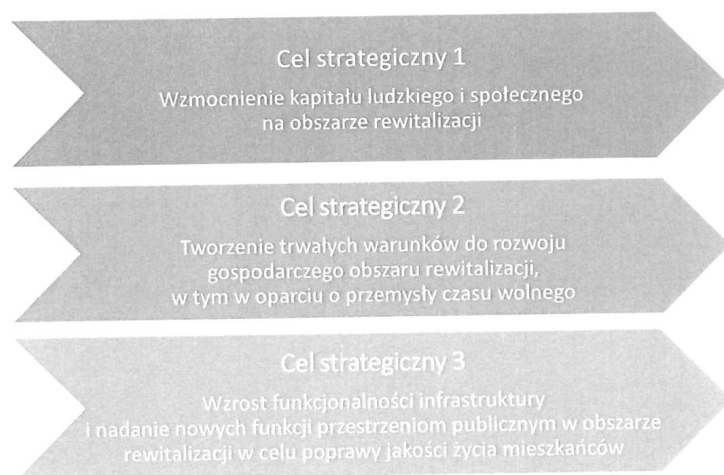 Cel strategiczny 1
Wzmocnienie kapitału ludzkiego i społecznego
na obszarze rewitalizacji
Cel strategiczny 2
Tworzenie trwałych warunków do rozwoju
gospodarczego obszaru rewitalizacji,
w tym w oparciu o przemysły czasu wolnego
Cel strategiczny 3
Wzrost funkcjonalności infrastruktury
i nadanie nowych funkcji przestrzeniom publicznym w obszarze
rewitalizacji w celu poprawy jakości życia mieszkańców